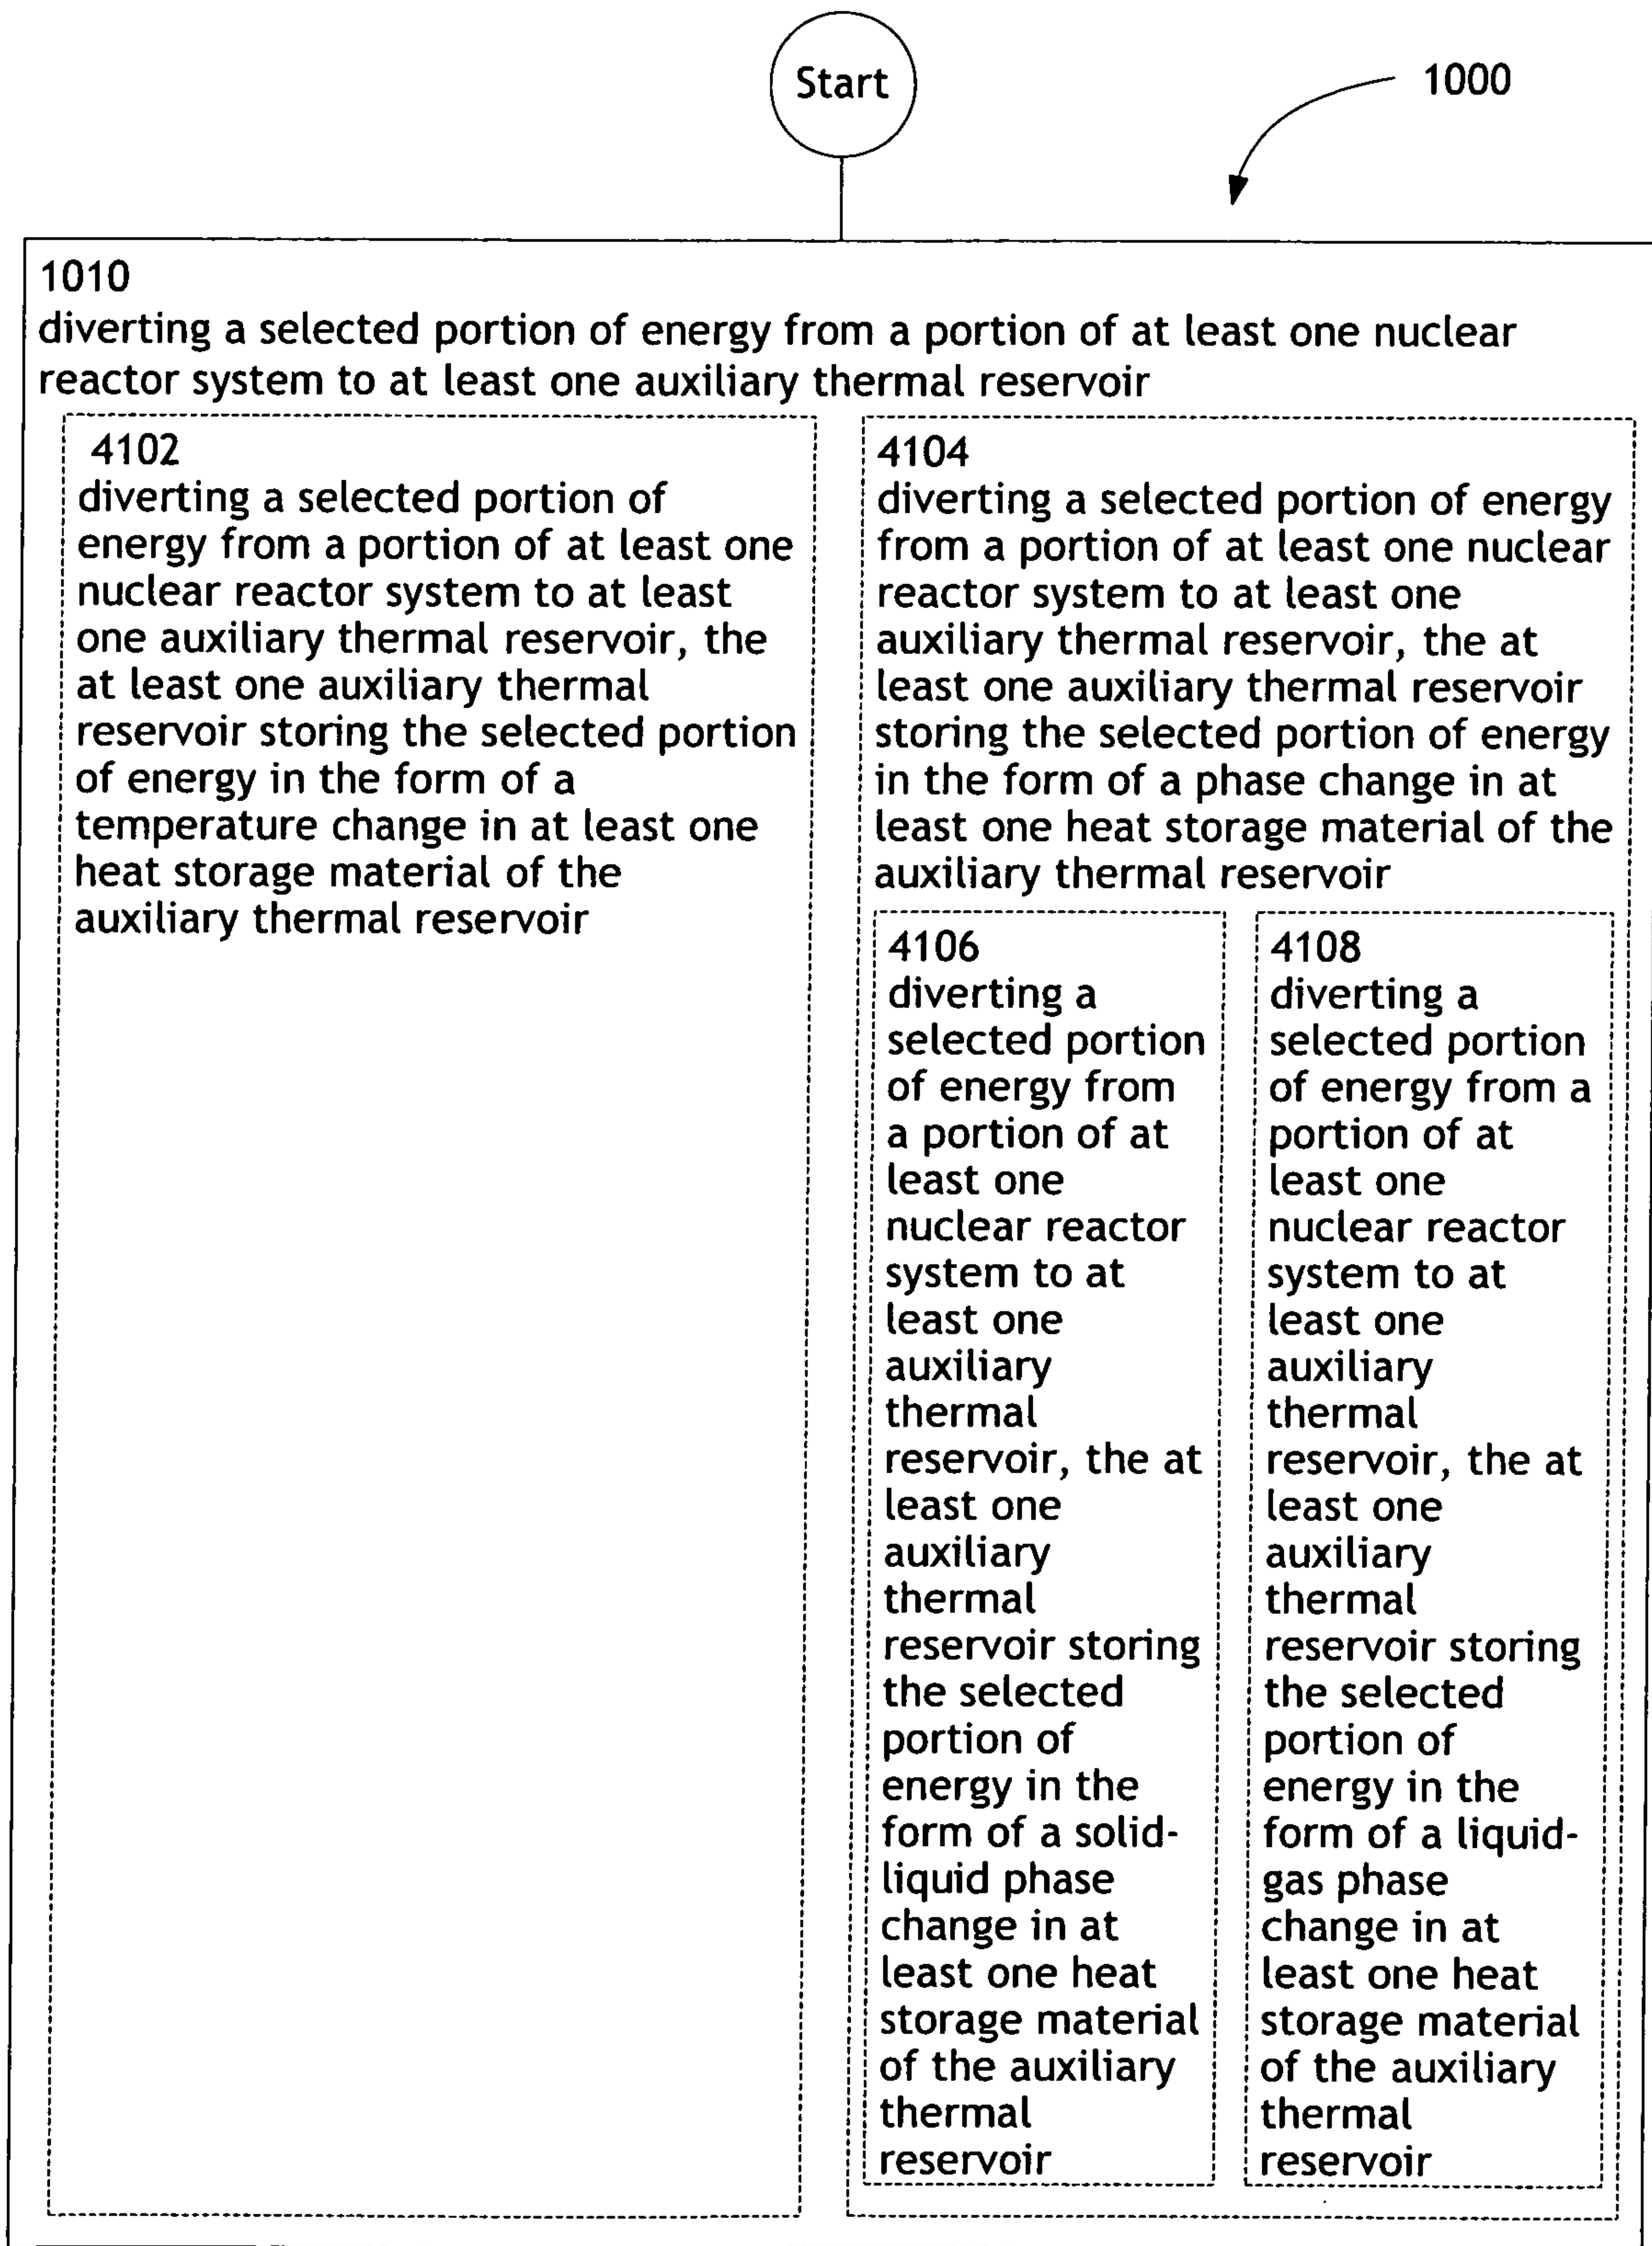 Start
1000
1010
diverting a selected portion of energy from a portion of at least one nuclear
reactor system to at least one auxiliary thermal reservoir
4102
diverting a selected portion of
energy from a portion of at least one
nuclear reactor system to at least
one auxiliary thermal reservoir, the
at least one auxiliary thermal
reservoir storing the selected portion
of energy in the form of a
temperature change in at least one
heat storage material of the
auxiliary thermal reservoir
4104
diverting a selected portion of energy
from a portion of at least one nuclear
reactor system to at least one
auxiliary thermal reservoir, the at
least one auxiliary thermal reservoir
storing the selected portion of energy
in the form of a phase change in at
least one heat storage material of the
auxiliary thermal reservoir
4106
diverting a
selected portion
of energy from
a portion of at
least one
nuclear reactor
system to at
least one
auxiliary
thermal
reservoir, the at
least one
auxiliary
thermal
reservoir storing
the selected
portion of
energy in the
form of a solid-
liquid phase
change in at
least one heat
storage material
of the auxiliary
thermal
reservoir
4108
diverting a
selected portion
of energy from a
portion of at
least one
nuclear reactor
system to at
least one
auxiliary
thermal
reservoir, the at
least one
auxiliary
thermal
reservoir storing
the selected
portion of
energy in the
form of a liquid-
gas phase
change in at
least one heat
storage material
of the auxiliary
thermal
reservoir